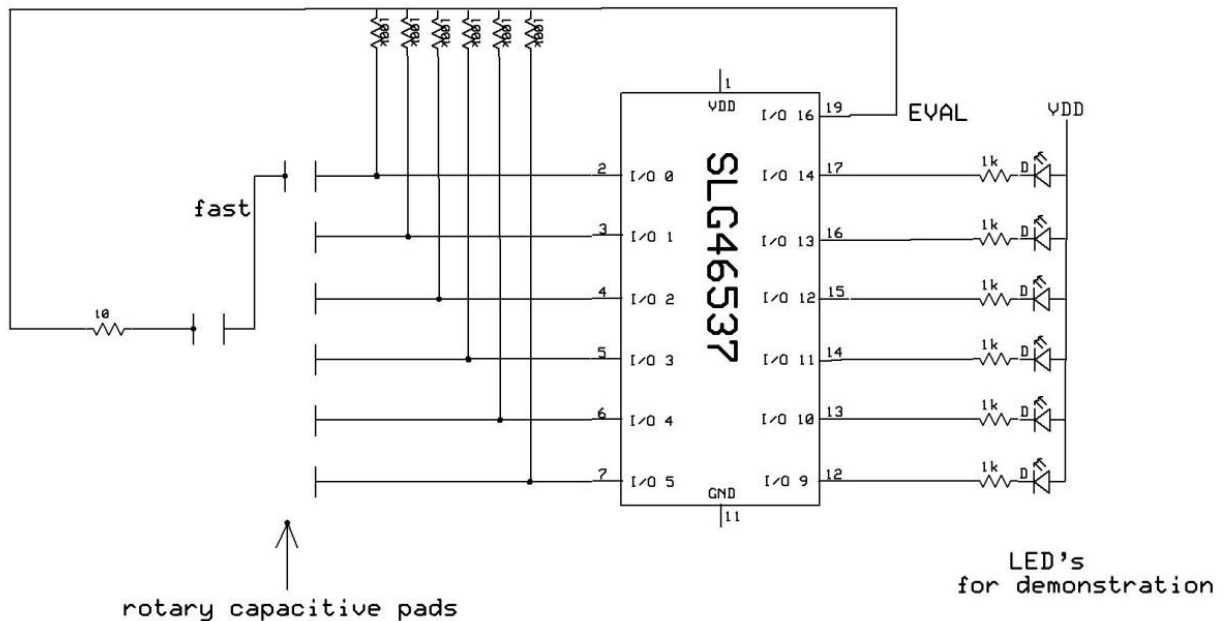 100k 100k 100k 100k 100k 100k
1
VDD
I/O 16 19 EVAL VDD
2 I/O 0 I/O 14 17 1k D
fast
3 I/O 1 I/O 13 16 1k D
SLG46537
4 I/O 2 I/O 12 15 1k D
10
5 I/O 3 I/O 11 14 1k D
6 I/O 4 I/O 10 13 1k D
7 I/O 5 I/O 9 12 1k D
GND
11
LED's
for demonstration
rotary capacitive pads